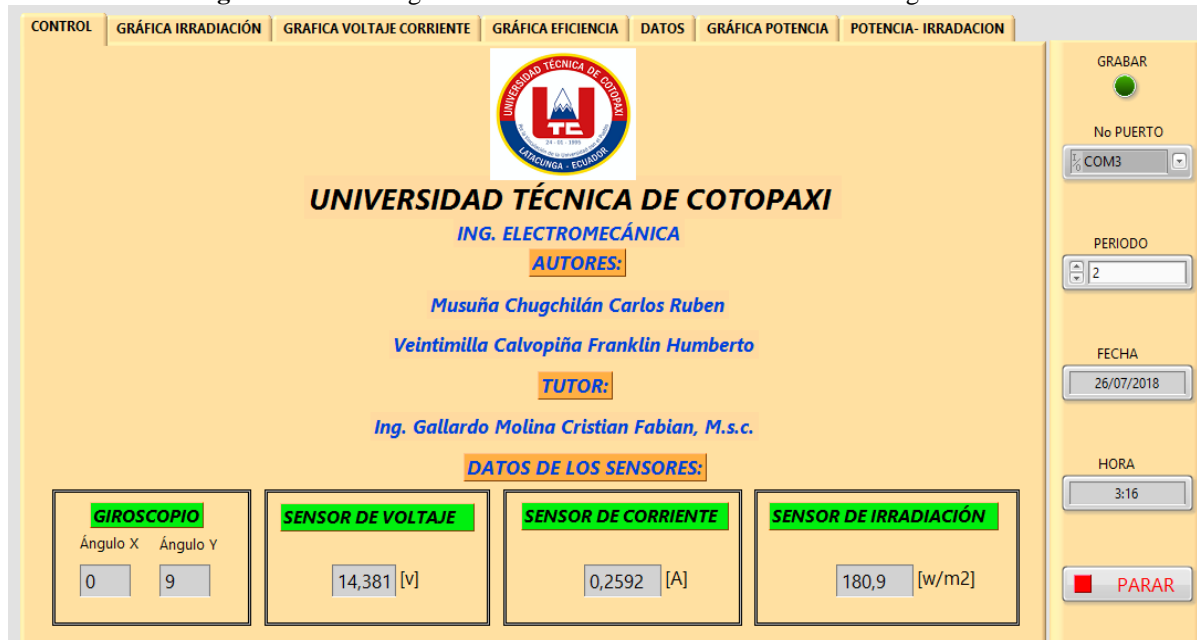 CONTROL GRÁFICA IRRADIACIÓN GRAFICA VOLTAJE CORRIENTE GRÁFICA EFICIENCIA DATOS GRÁFICA POTENCIA POTENCIA- IRRADACION
UNIVERSIDAD TÉCNICA DE COTOPAXI
UTC
24 - 01 - 1995
LATACUNGA - ECUADOR
UNIVERSIDAD TÉCNICA DE COTOPAXI
ING. ELECTROMECÁNICA
AUTORES:
Musuña Chugchilán Carlos Ruben
Veintimilla Calvopiña Franklin Humberto
TUTOR:
Ing. Gallardo Molina Cristian Fabian, M.s.c.
DATOS DE LOS SENSORES:
GIROSCOPIO
Ángulo X Ángulo Y
0 9
SENSOR DE VOLTAJE
14,381 [v]
SENSOR DE CORRIENTE
0,2592 [A]
SENSOR DE IRRADIACIÓN
180,9 [w/m2]
GRABAR
No PUERTO
COM3
PERIODO
2
FECHA
26/07/2018
HORA
3:16
PARAR